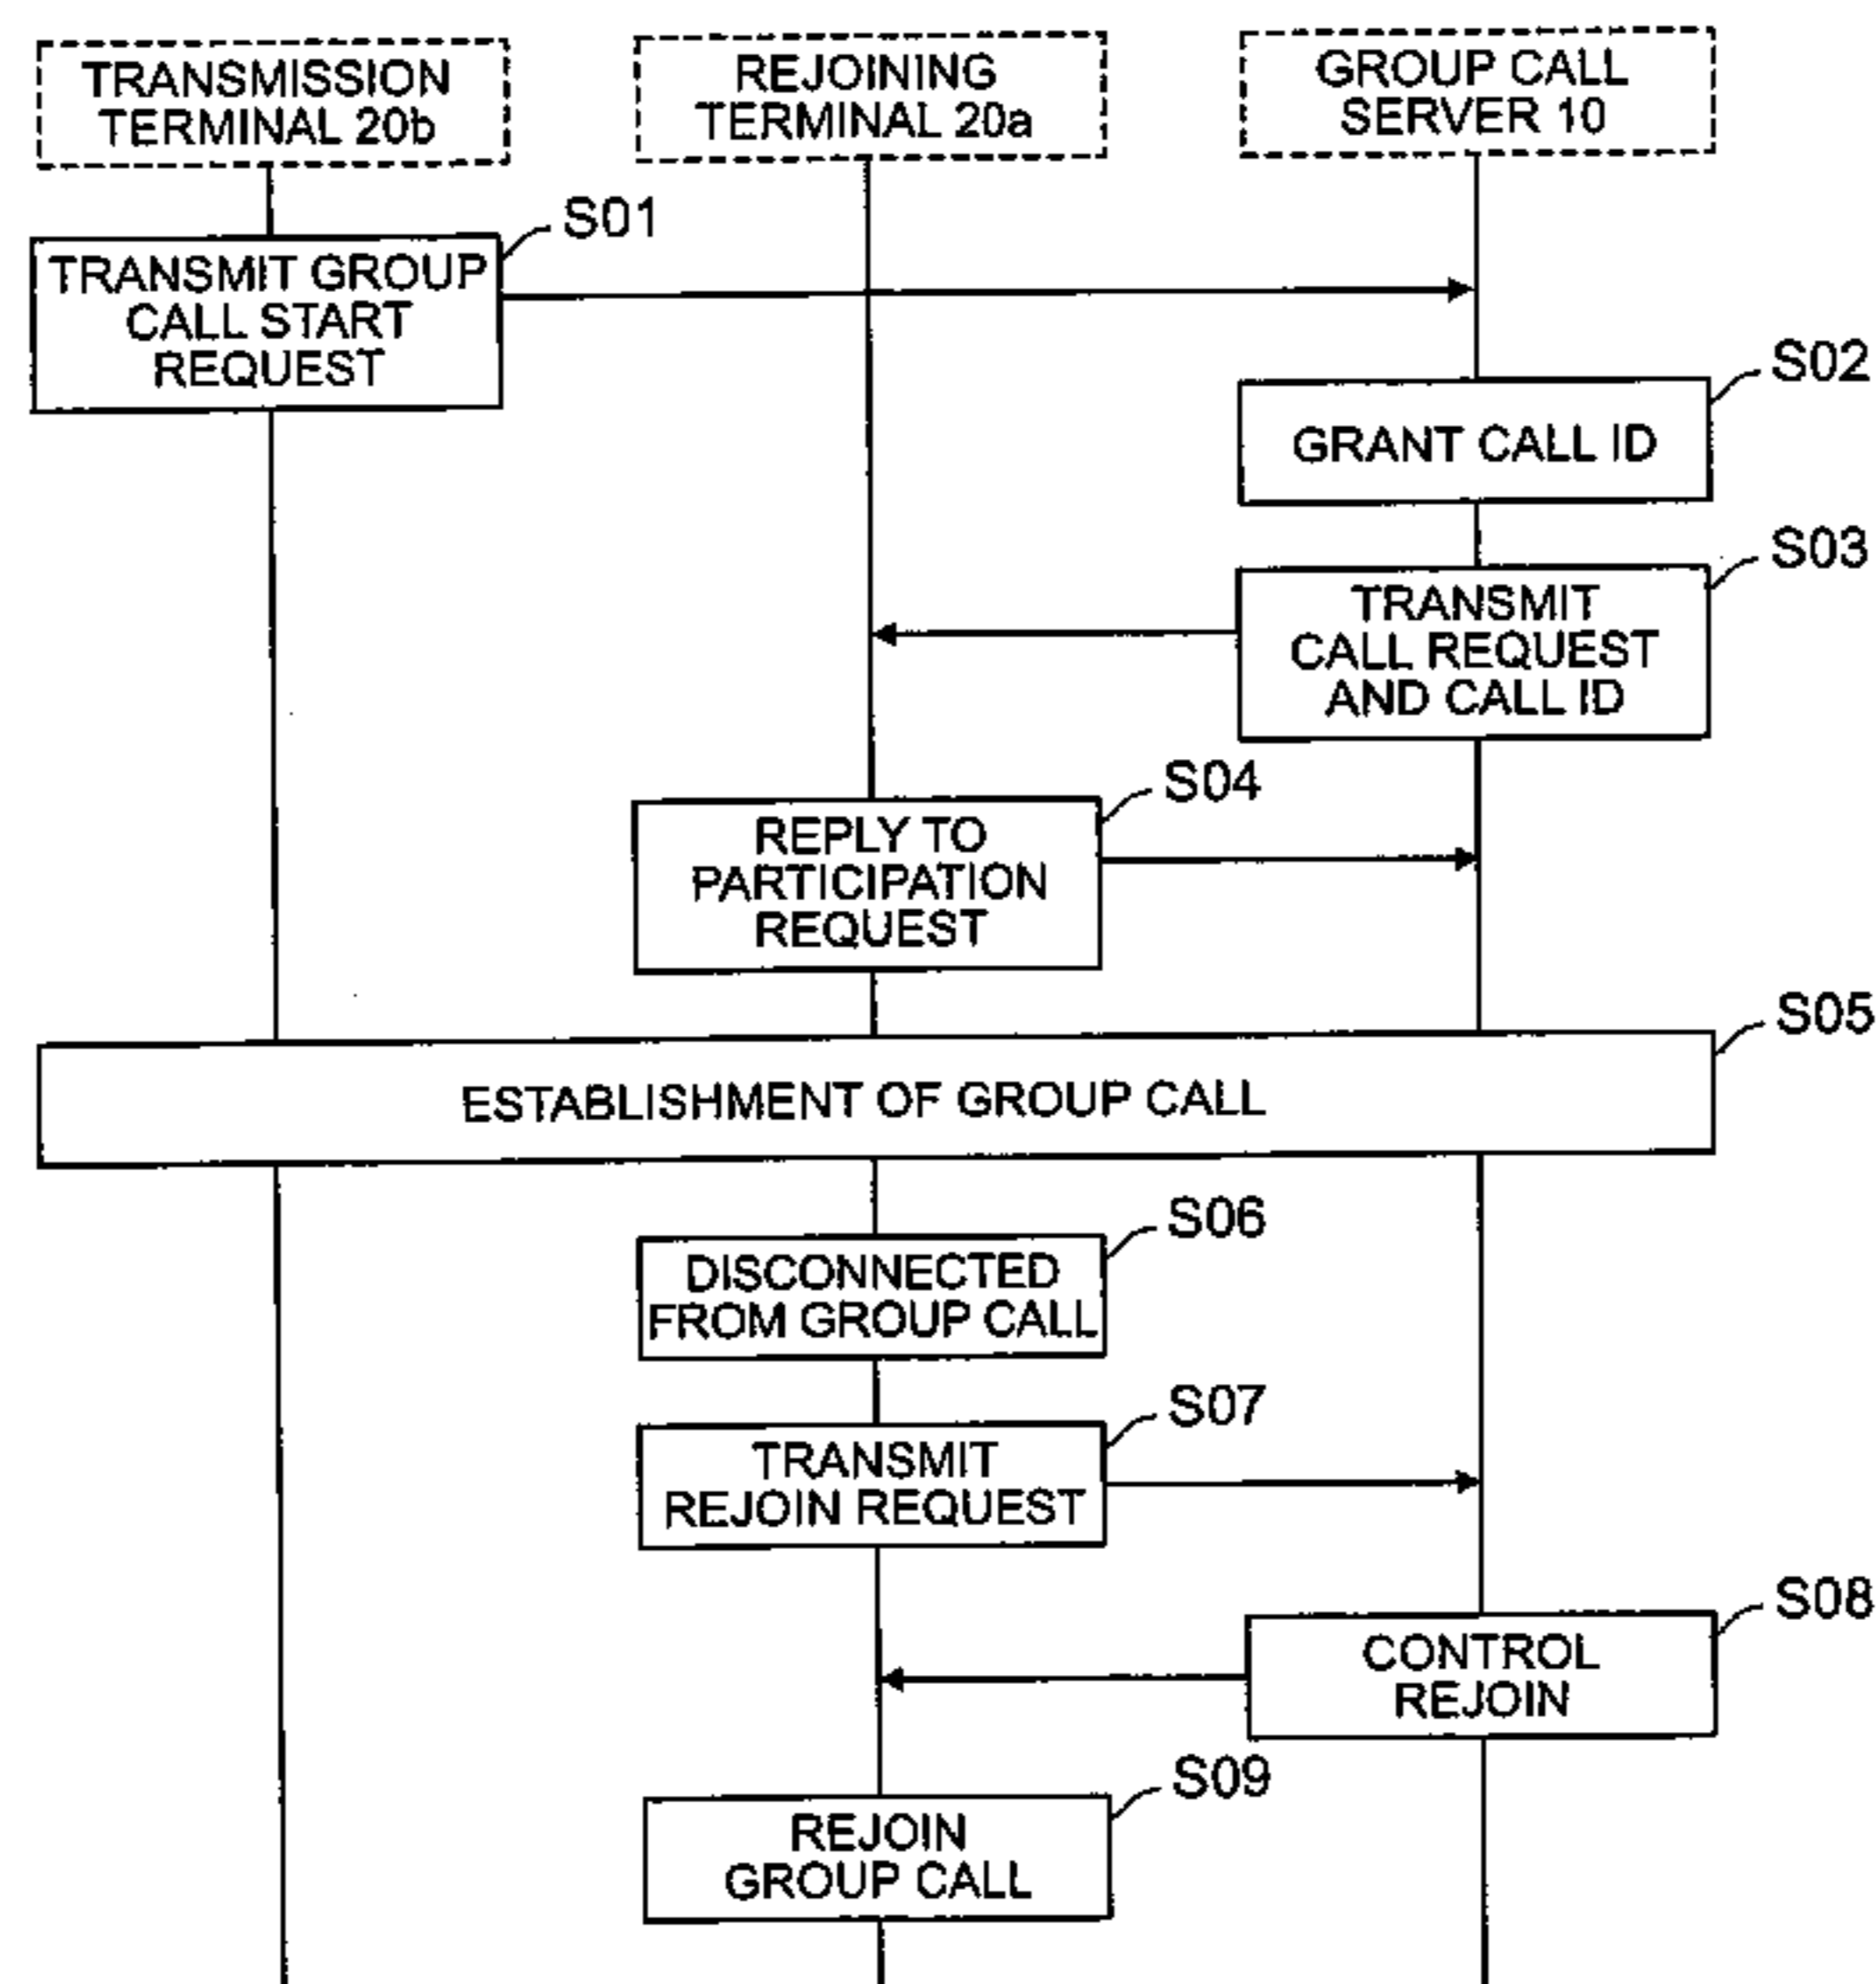 TRANSMISSION
TERMINAL 20b
REJOINING
TERMINAL 20a
GROUP CALL
SERVER 10
S01
TRANSMIT GROUP
CALL START
REQUEST
S02
GRANT CALL ID
S03
TRANSMIT
CALL REQUEST
AND CALL ID
S04
REPLY TO
PARTICIPATION
REQUEST
S05
ESTABLISHMENT OF GROUP CALL
S06
DISCONNECTED
FROM GROUP CALL
S07
TRANSMIT
REJOIN REQUEST
S08
CONTROL
REJOIN
S09
REJOIN
GROUP CALL